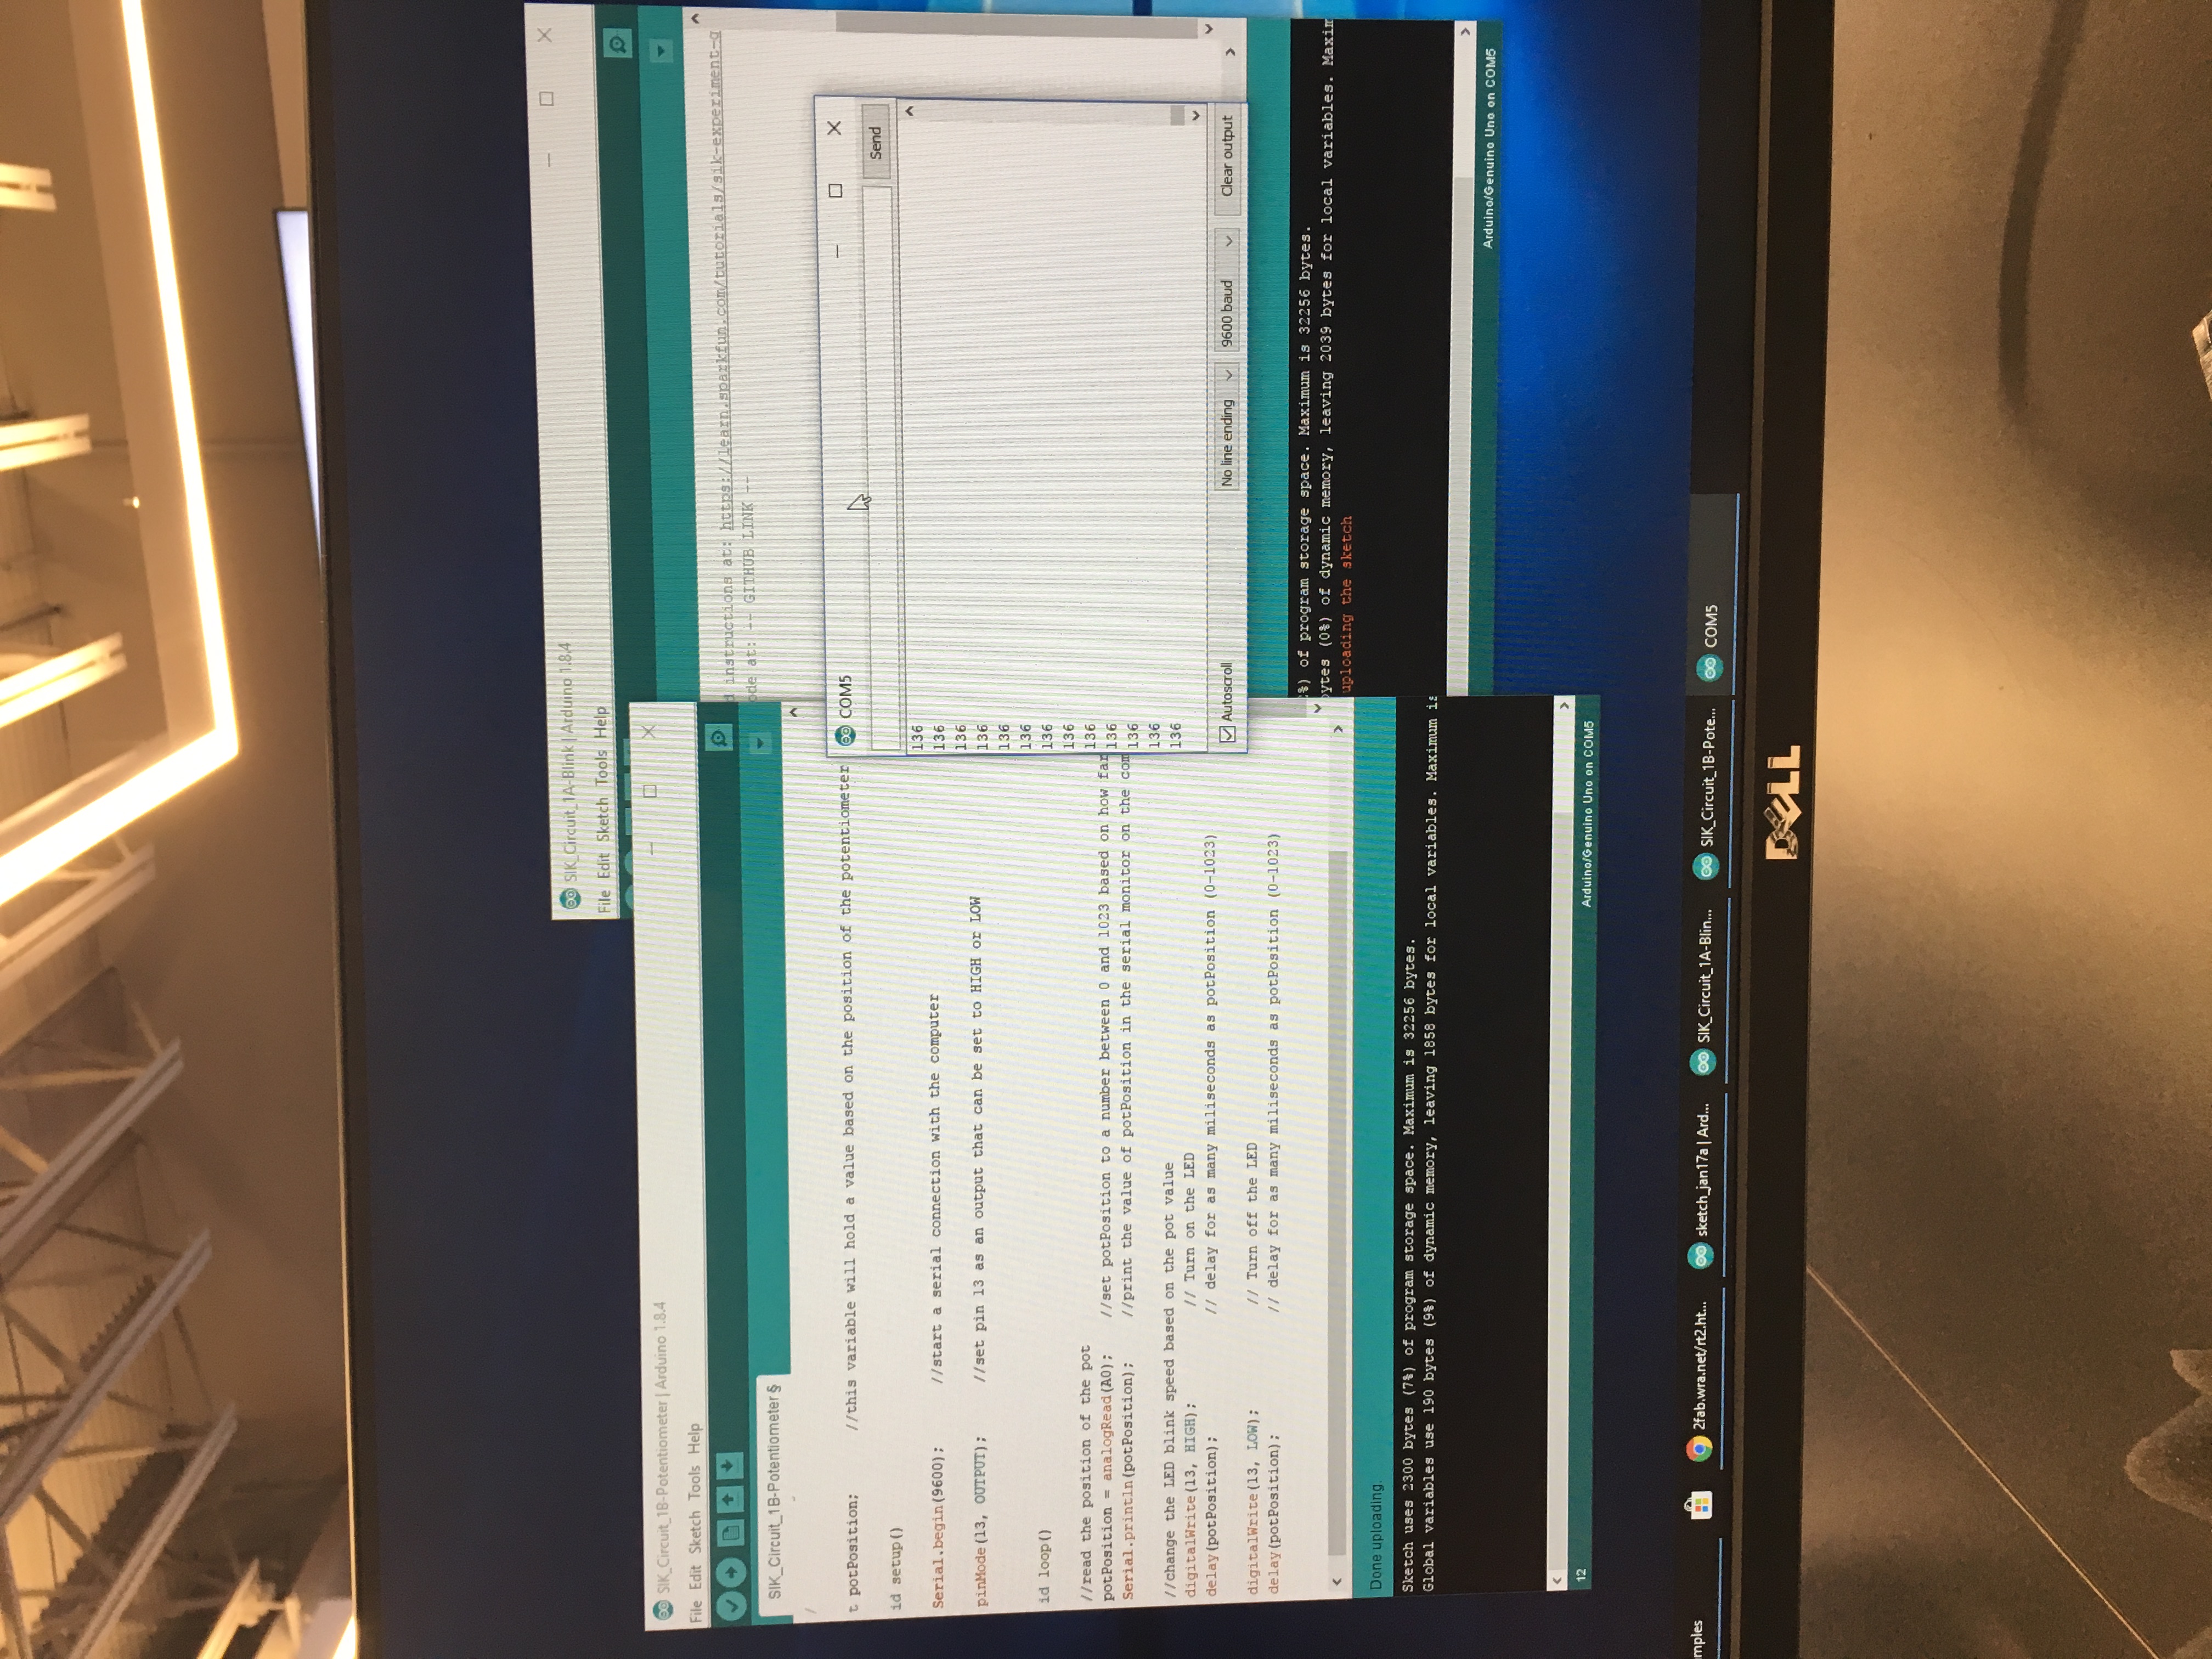 SIK_Circuit_1A-Blink | Arduino 1.8.4
File Edit Sketch Tools Help
d instructions at: https://learn.sparkfun.com/tutorials/sik-experiment-g
ode at: -- GITHUB LINK --
SIK_Circuit_1B-Potentiometer | Arduino 1.8.4
File Edit Sketch Tools Help
SIK_Circuit_1B-Potentiometer §
/
t potPosition; //this variable will hold a value based on the position of the potentiometer
id setup()
Serial.begin(9600); //start a serial connection with the computer
pinMode(13, OUTPUT); //set pin 13 as an output that can be set to HIGH or LOW
id loop()
//read the position of the pot
potPosition = analogRead(A0); //set potPosition to a number between 0 and 1023 based on how far
Serial.println(potPosition); //print the value of potPosition in the serial monitor on the com
//change the LED blink speed based on the pot value
digitalWrite(13, HIGH); // Turn on the LED
delay(potPosition); // delay for as many miliseconds as potPosition (0-1023)
digitalWrite(13, LOW); // Turn off the LED
delay(potPosition); // delay for as many miliseconds as potPosition (0-1023)
Done uploading.
Sketch uses 2300 bytes (7%) of program storage space. Maximum is 32256 bytes.
Global variables use 190 bytes (9%) of dynamic memory, leaving 1858 bytes for local variables. Maximum is
12
Arduino/Genuino Uno on COM5
COM5
Send
136
136
136
136
136
136
136
136
136
136
136
136
136
Autoscroll
No line ending
9600 baud
Clear output
%) of program storage space. Maximum is 32256 bytes.
ytes (0%) of dynamic memory, leaving 2039 bytes for local variables. Maxim
uploading the sketch
Arduino/Genuino Uno on COM5
mples
2fab.wra.net/rt2.ht...
sketch_jan17a | Ard...
SIK_Circuit_1A-Blin...
SIK_Circuit_1B-Pote...
COM5
DELL